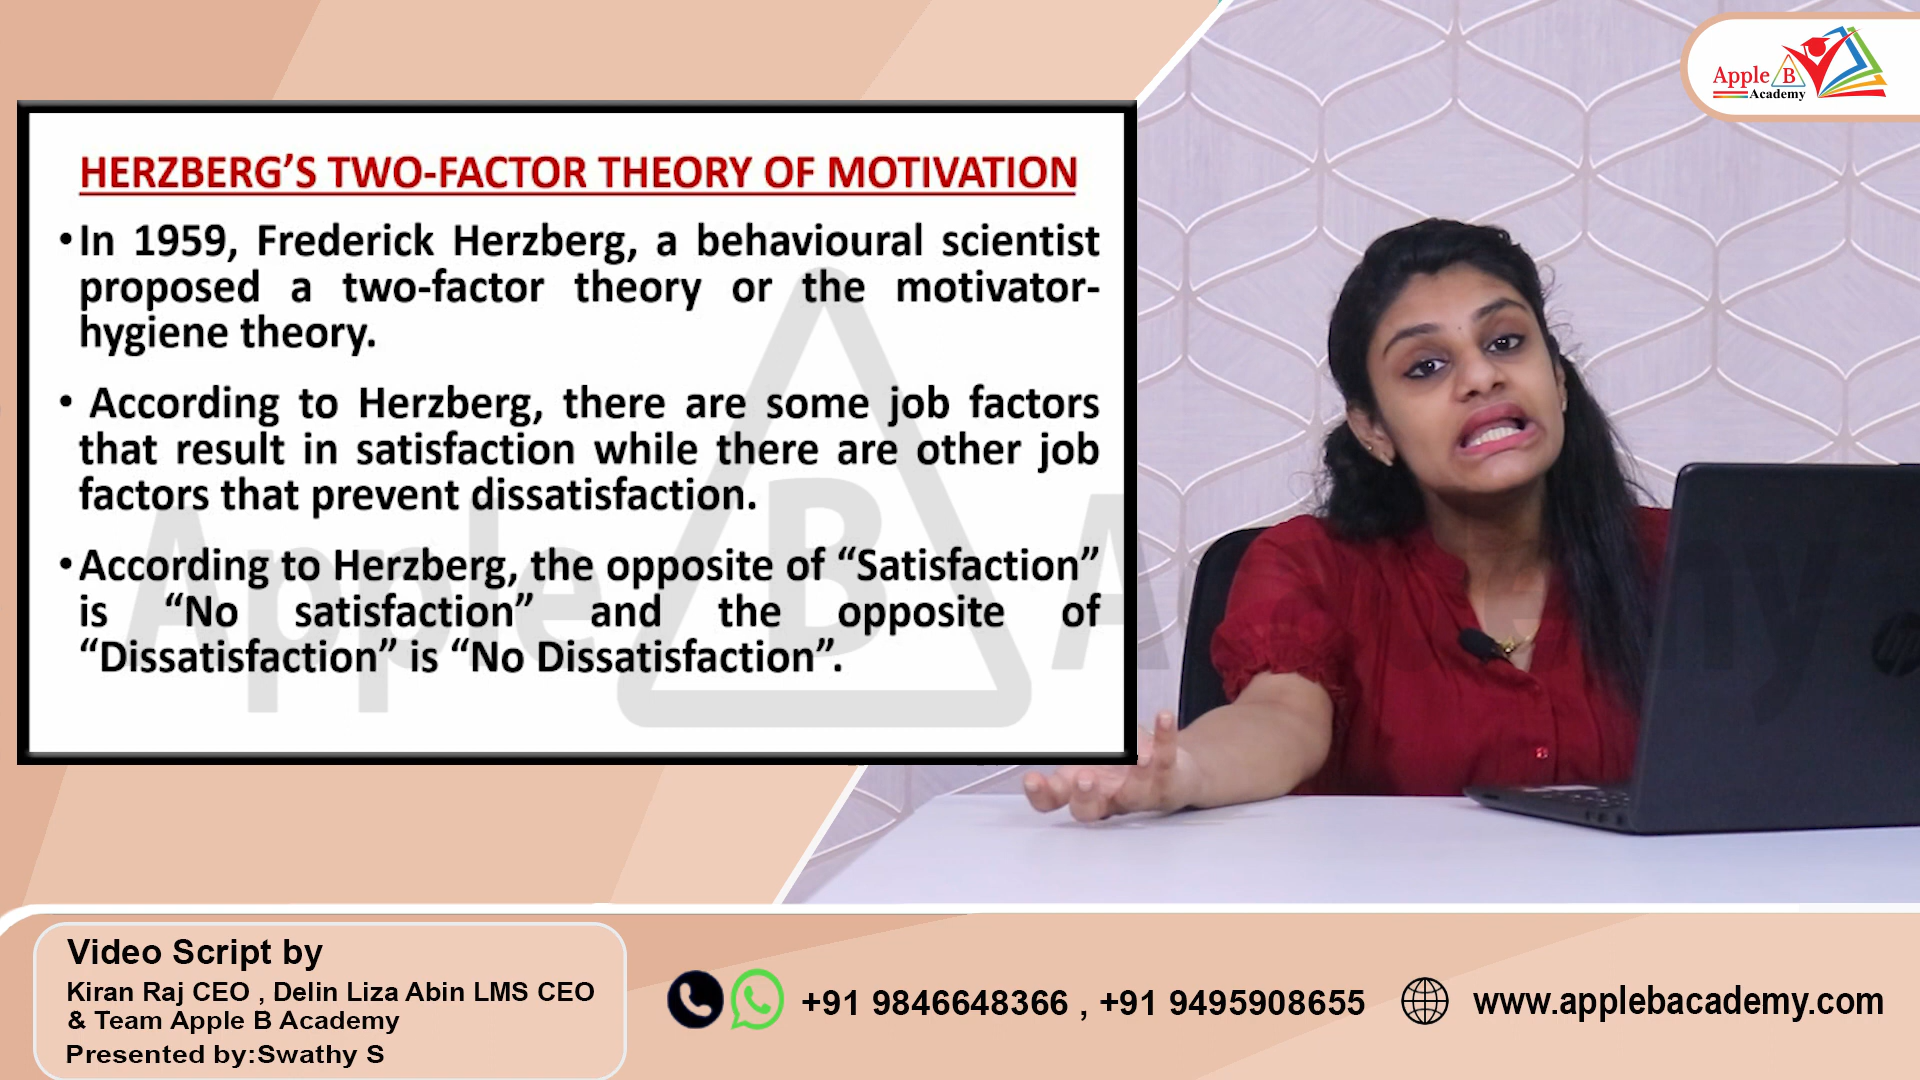 Apple B
Academy
HERZBERG’S TWO-FACTOR THEORY OF MOTIVATION
•In 1959, Frederick Herzberg, a behavioural scientist
proposed a two-factor theory or the motivator-
hygiene theory.
• According to Herzberg, there are some job factors
that result in satisfaction while there are other job
factors that prevent dissatisfaction.
•According to Herzberg, the opposite of “Satisfaction”
is “No satisfaction” and the opposite of
“Dissatisfaction” is “No Dissatisfaction”.
Apple B Academy
Video Script by
Kiran Raj CEO , Delin Liza Abin LMS CEO
& Team Apple B Academy
Presented by:Swathy S
+91 9846648366 , +91 9495908655
www.applebacademy.com